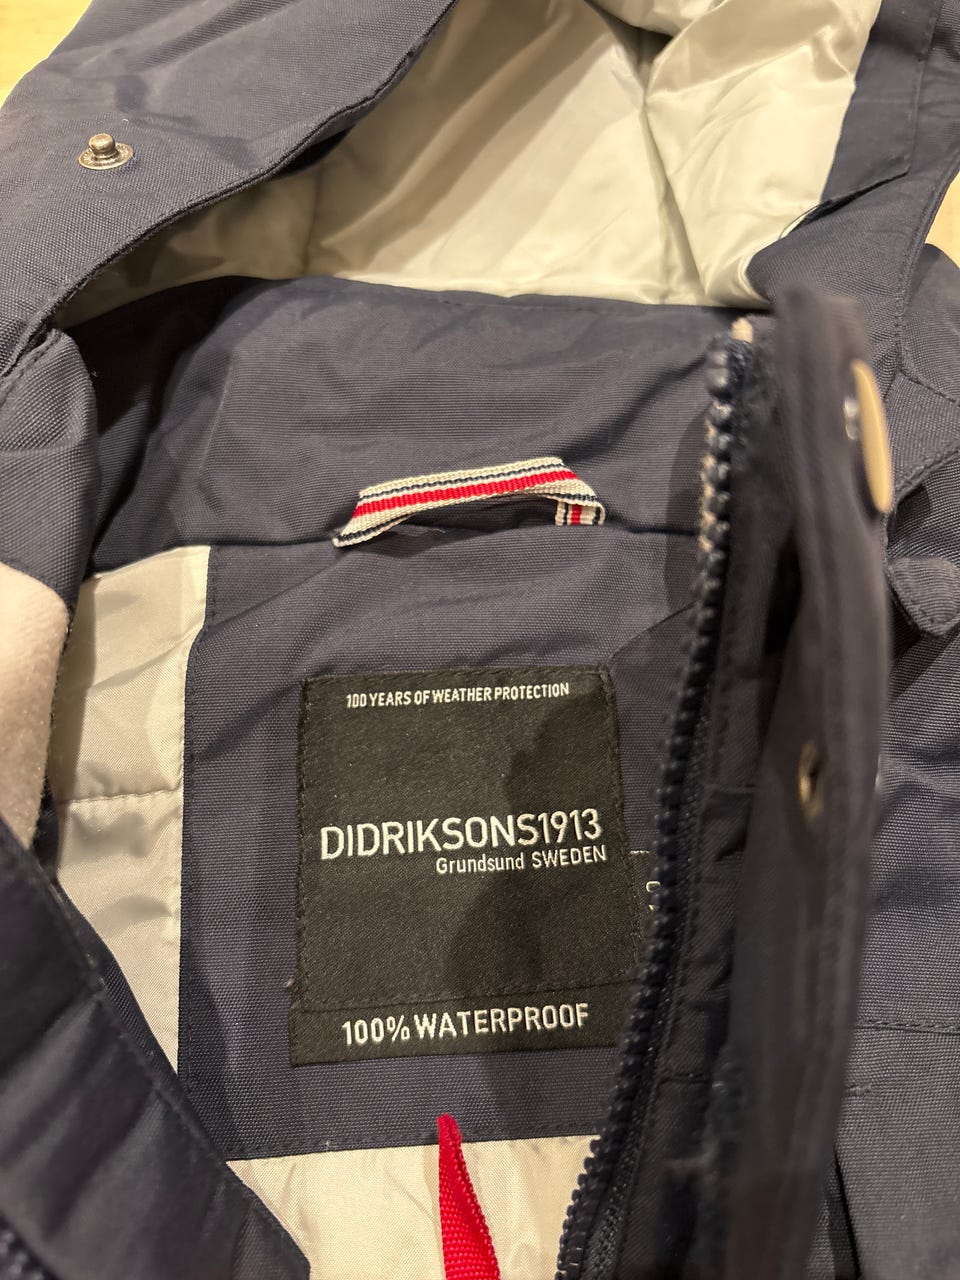 100 YEARS OF WEATHER PROTECTION
DIDRIKSONS1913
Grundsund SWEDEN
100% WATERPROOF